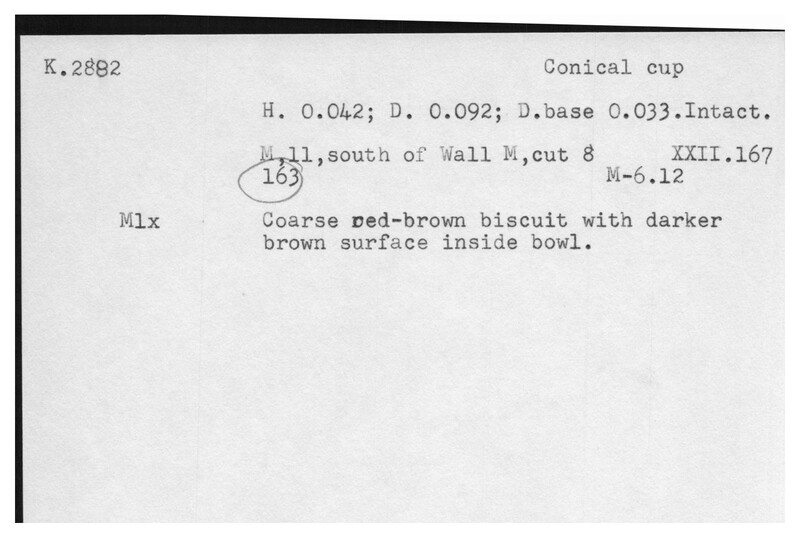 K.2882 Conical cup
H. 0.042; D. 0.092; D.base 0.033.Intact.
M,11,south of Wall M,cut 8 XXII.167
163 M-6.12
Mlx Coarse red-brown biscuit with darker
brown surface inside bowl.